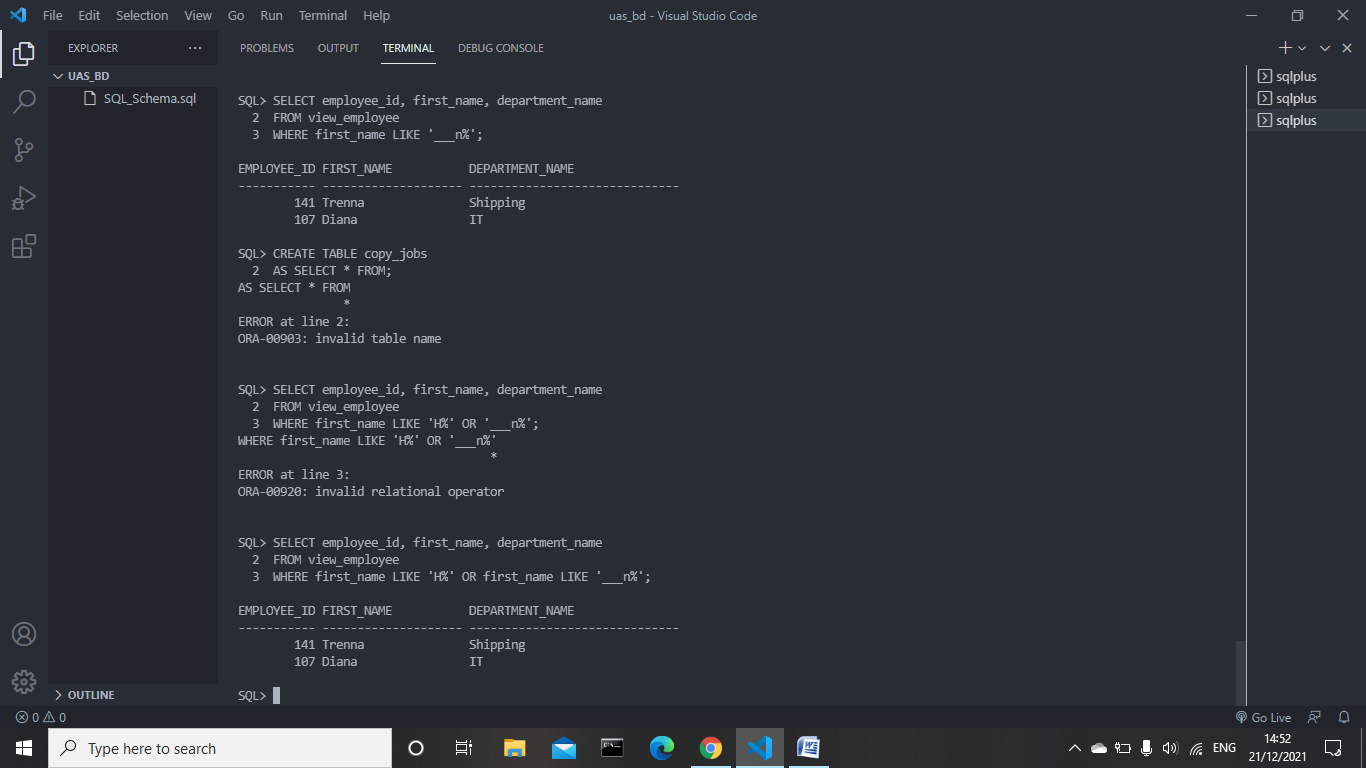 File Edit Selection View Go Run Terminal Help
uas_bd - Visual Studio Code
EXPLORER
UAS_BD
SQL_Schema.sql
OUTLINE
PROBLEMS OUTPUT TERMINAL DEBUG CONSOLE
SQL> SELECT employee_id, first_name, department_name
2 FROM view_employee
3 WHERE first_name LIKE '___n%';
EMPLOYEE_ID FIRST_NAME DEPARTMENT_NAME
----------- -------------------- ------------------------------
141 Trenna Shipping
107 Diana IT
SQL> CREATE TABLE copy_jobs
2 AS SELECT * FROM;
AS SELECT * FROM
*
ERROR at line 2:
ORA-00903: invalid table name
SQL> SELECT employee_id, first_name, department_name
2 FROM view_employee
3 WHERE first_name LIKE 'H%' OR '___n%';
WHERE first_name LIKE 'H%' OR '___n%'
*
ERROR at line 3:
ORA-00920: invalid relational operator
SQL> SELECT employee_id, first_name, department_name
2 FROM view_employee
3 WHERE first_name LIKE 'H%' OR first_name LIKE '___n%';
EMPLOYEE_ID FIRST_NAME DEPARTMENT_NAME
----------- -------------------- ------------------------------
141 Trenna Shipping
107 Diana IT
SQL>
sqlplus
sqlplus
sqlplus
0 0
Go Live
Type here to search
ENG
14:52
21/12/2021